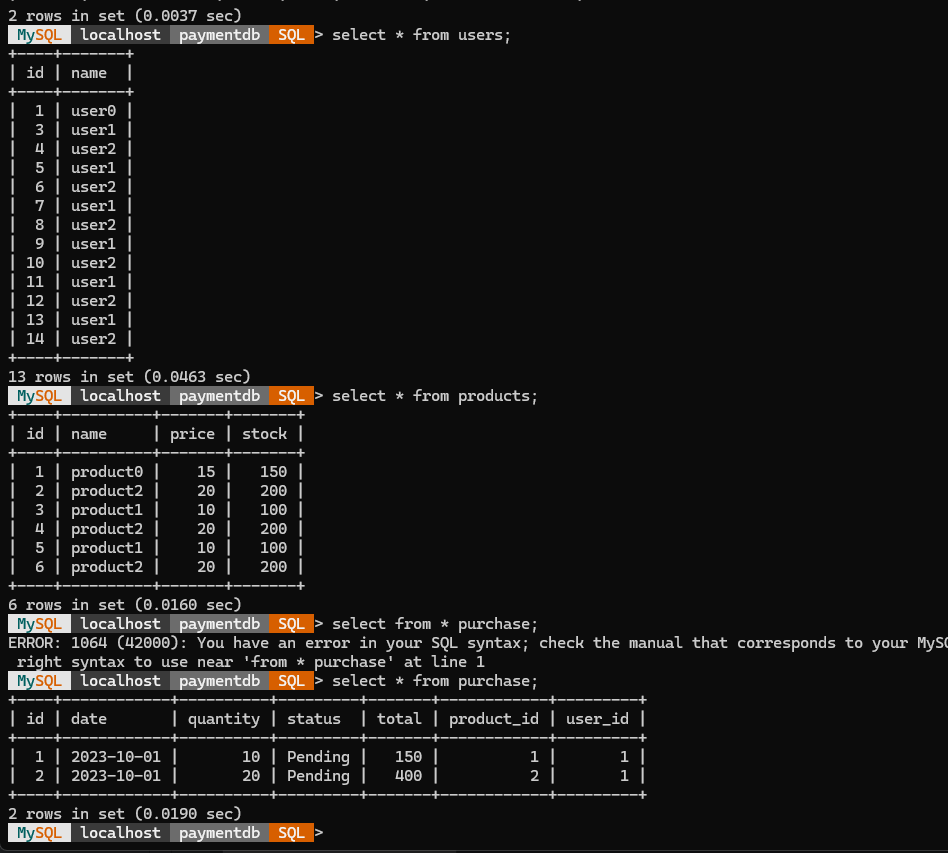 2 rows in set (0.0037 sec)
MySQL localhost paymentdb SQL > select * from users;
+----+-------+
| id | name  |
+----+-------+
|  1 | user0 |
|  3 | user1 |
|  4 | user2 |
|  5 | user1 |
|  6 | user2 |
|  7 | user1 |
|  8 | user2 |
|  9 | user1 |
| 10 | user2 |
| 11 | user1 |
| 12 | user2 |
| 13 | user1 |
| 14 | user2 |
+----+-------+
13 rows in set (0.0463 sec)
MySQL localhost paymentdb SQL > select * from products;
+----+----------+-------+-------+
| id | name     | price | stock |
+----+----------+-------+-------+
|  1 | product0 |    15 |   150 |
|  2 | product2 |    20 |   200 |
|  3 | product1 |    10 |   100 |
|  4 | product2 |    20 |   200 |
|  5 | product1 |    10 |   100 |
|  6 | product2 |    20 |   200 |
+----+----------+-------+-------+
6 rows in set (0.0160 sec)
MySQL localhost paymentdb SQL > select from * purchase;
ERROR: 1064 (42000): You have an error in your SQL syntax; check the manual that corresponds to your
 right syntax to use near 'from * purchase' at line 1
MySQL localhost paymentdb SQL > select * from purchase;
+----+------------+----------+---------+-------+------------+---------+
| id | date       | quantity | status  | total | product_id | user_id |
+----+------------+----------+---------+-------+------------+---------+
|  1 | 2023-10-01 |       10 | Pending |   150 |          1 |       1 |
|  2 | 2023-10-01 |       20 | Pending |   400 |          2 |       1 |
+----+------------+----------+---------+-------+------------+---------+
2 rows in set (0.0190 sec)
MySQL localhost paymentdb SQL >